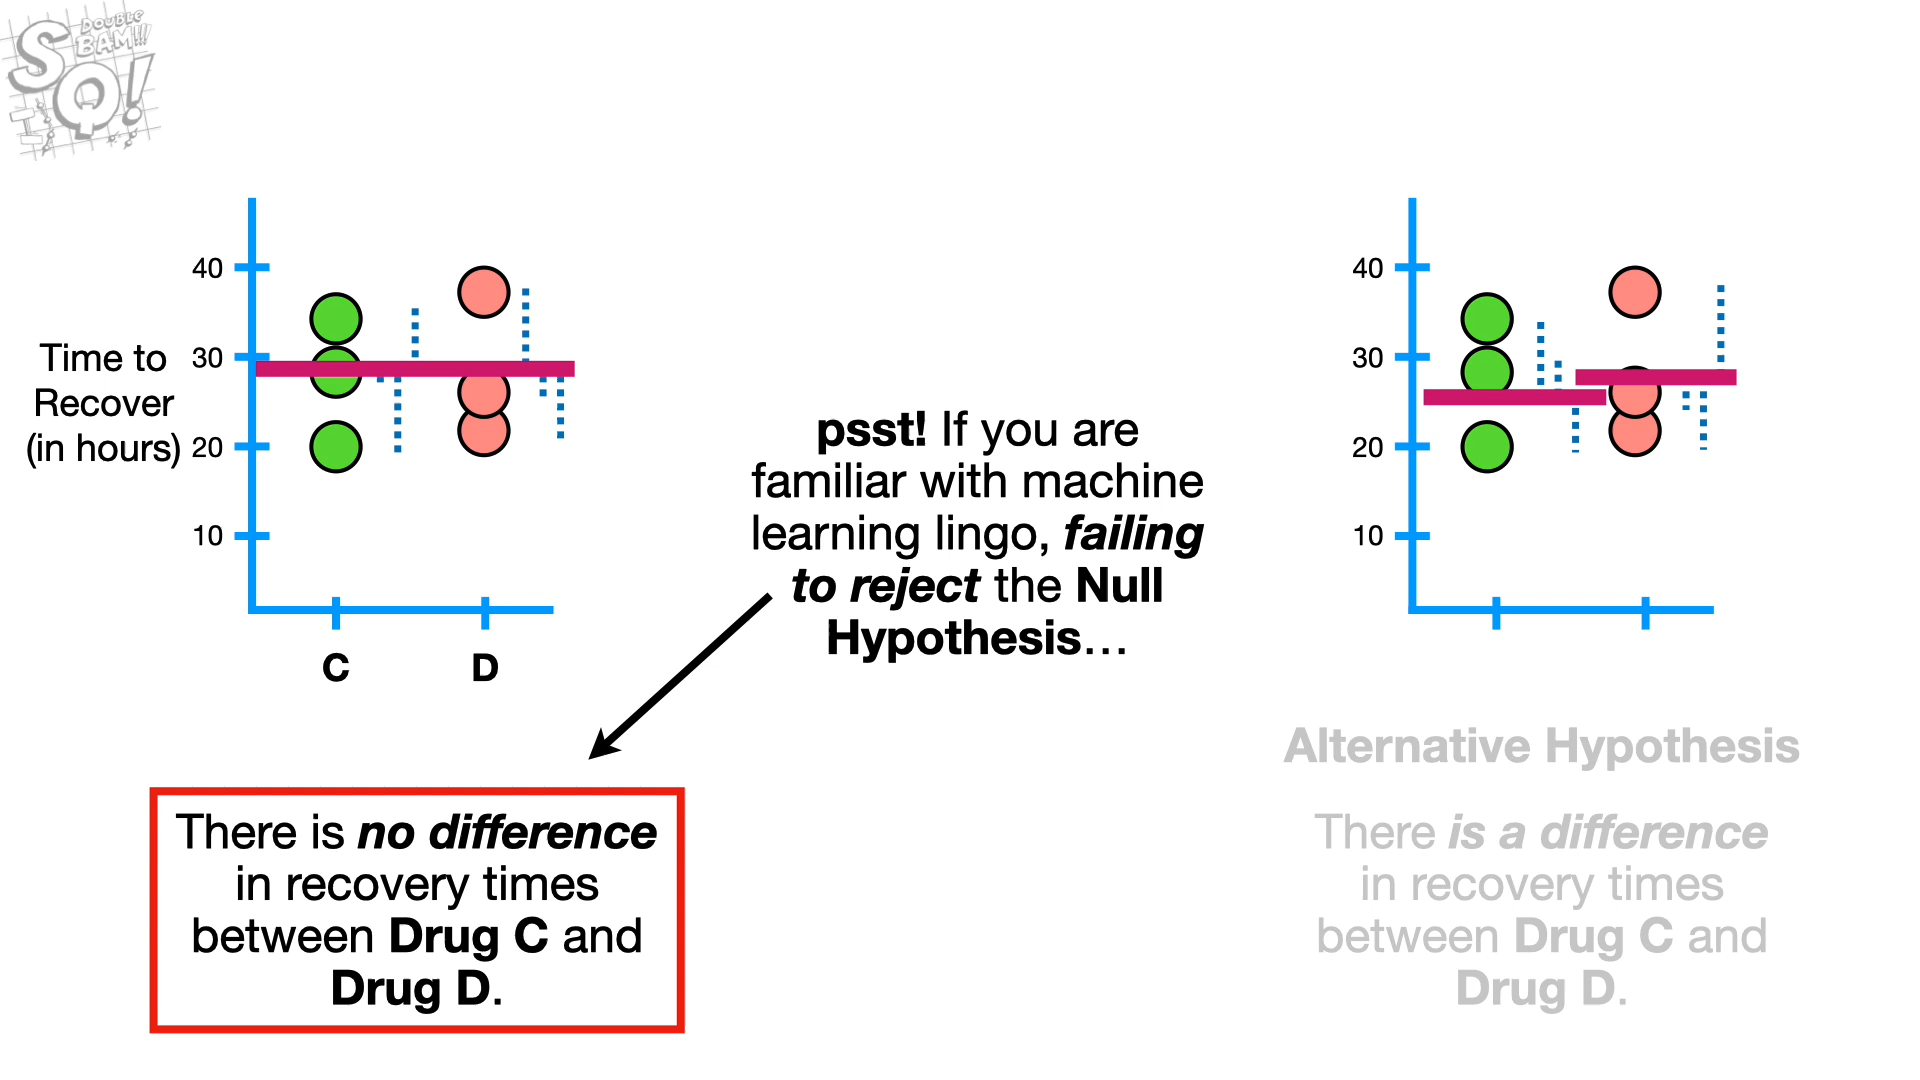 DOUBLE
BAM!!!
SQ!
40
30
20
10
Time to
Recover
(in hours)
C
D
psst! If you are
familiar with machine
learning lingo, failing
to reject the Null
Hypothesis…
There is no difference
in recovery times
between Drug C and
Drug D.
40
30
20
10
Alternative Hypothesis
There is a difference
in recovery times
between Drug C and
Drug D.